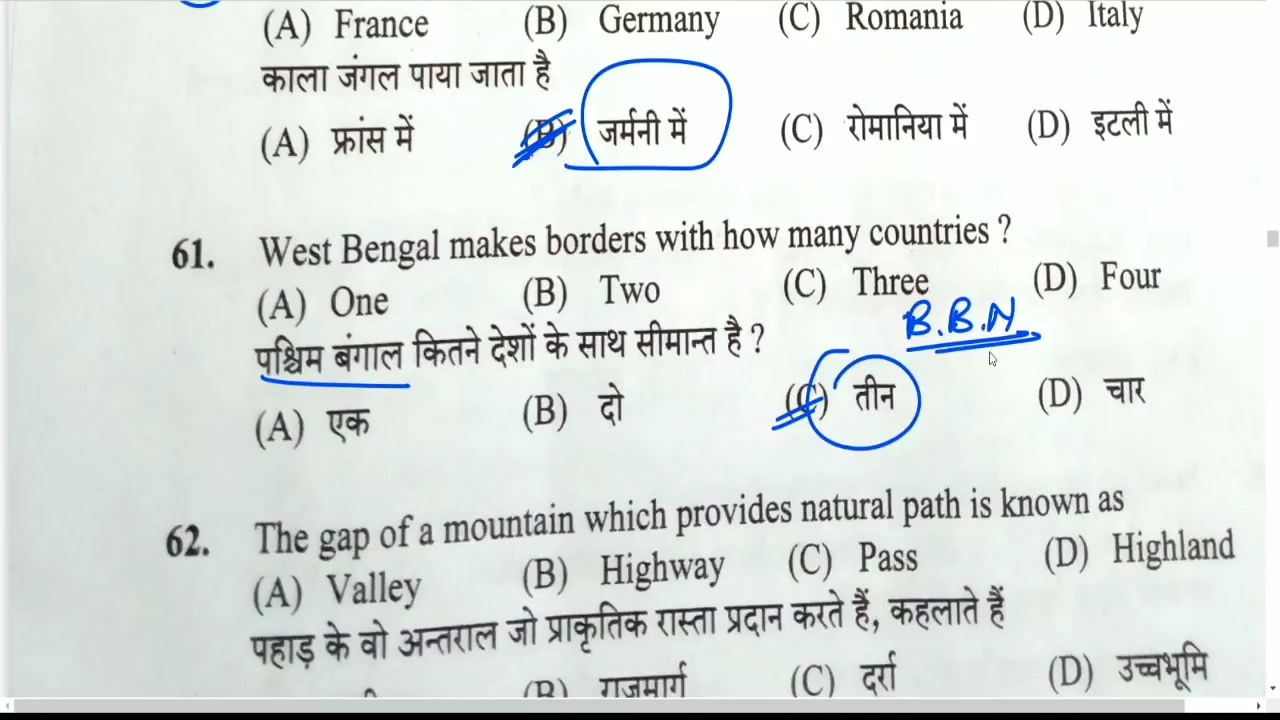 (A) France (B) Germany (C) Romania (D) Italy
काला जंगल पाया जाता है
(A) फ्रांस में (B) जर्मनी में (C) रोमानिया में (D) इटली में
61. West Bengal makes borders with how many countries ?
(A) One (B) Two (C) Three (D) Four
B.B.N.
पश्चिम बंगाल कितने देशों के साथ सीमान्त है ?
(A) एक (B) दो (C) तीन (D) चार
62. The gap of a mountain which provides natural path is known as
(A) Valley (B) Highway (C) Pass (D) Highland
पहाड़ के वो अन्तराल जो प्राकृतिक रास्ता प्रदान करते हैं, कहलाते हैं
(B) राजमार्ग (C) दर्रा (D) उच्चभूमि